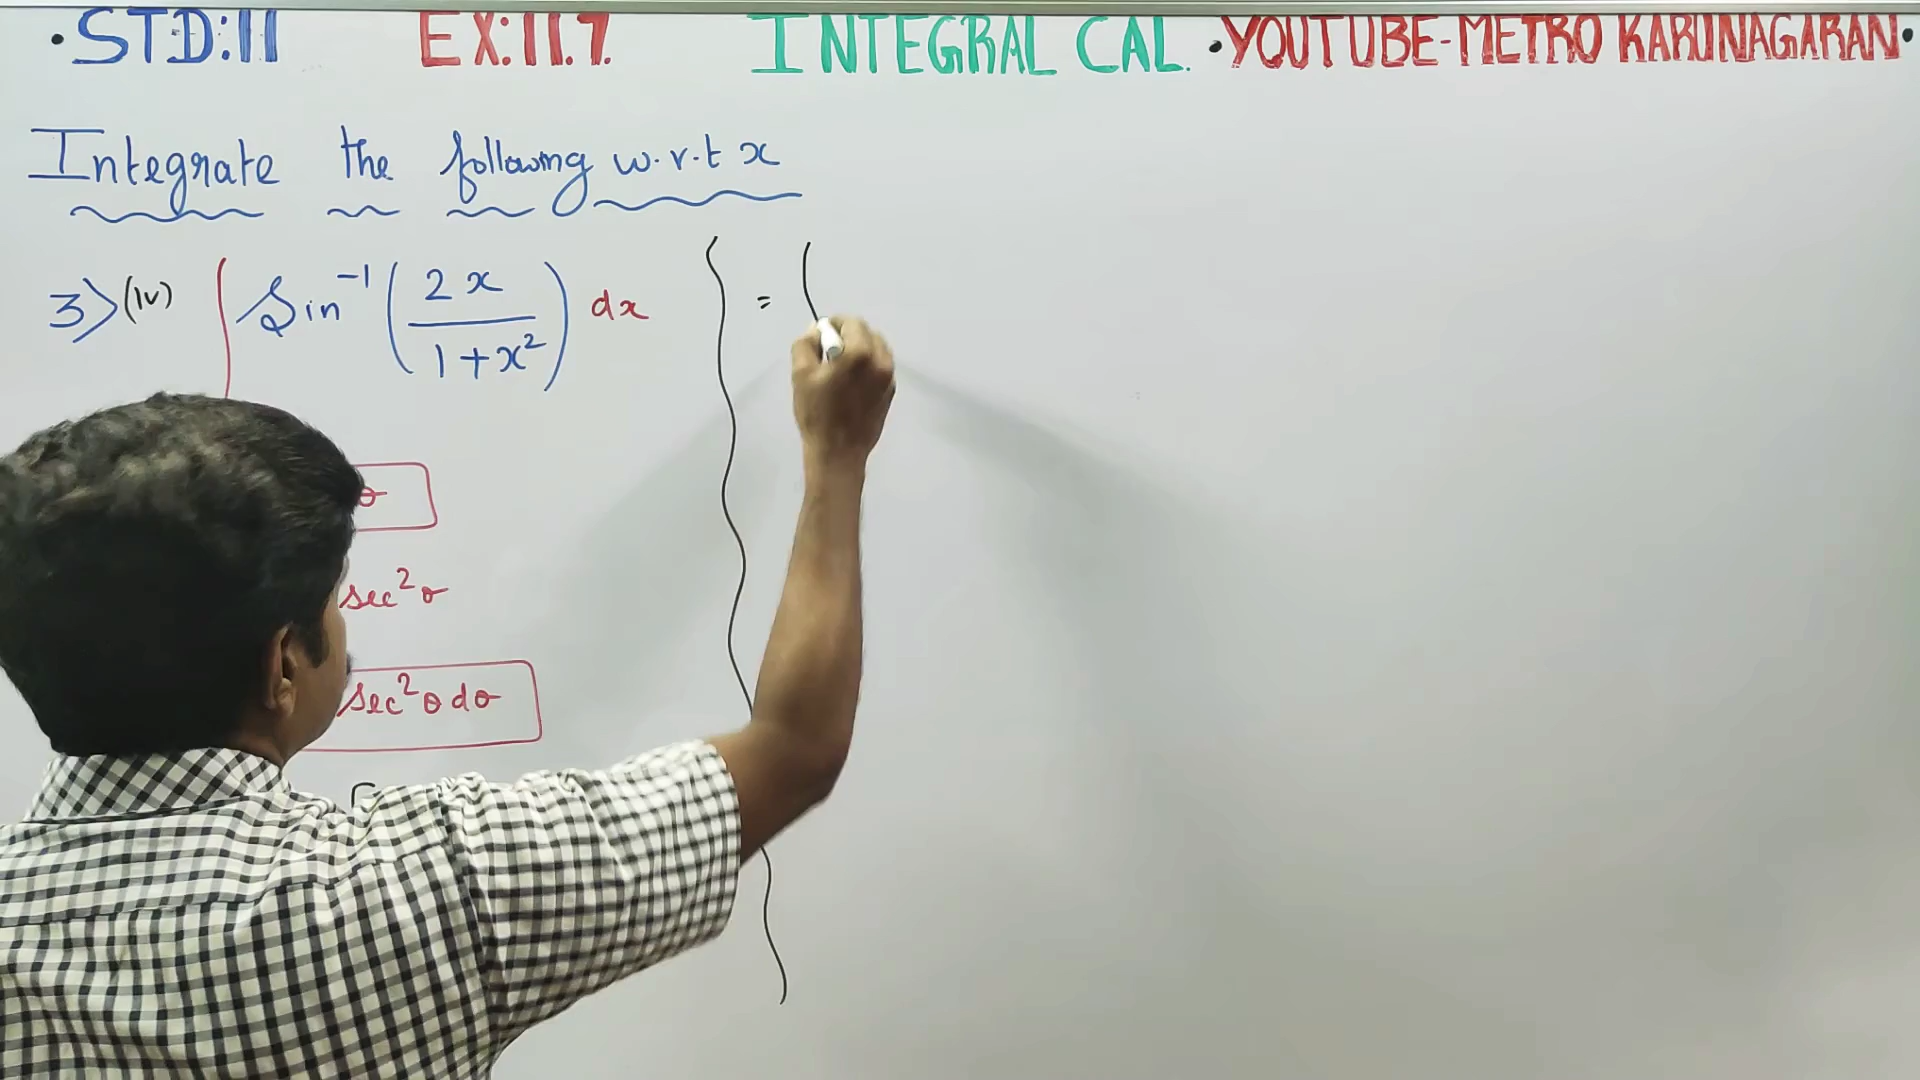 •STD:11 EX:11.7. INTEGRAL CAL. •YOUTUBE-METRO KARUNAGARAN•
Integrate the following w.r.t x
3>(iv) ∫ Sin⁻¹ (2x / 1+x²) dx = ∫
θ
sec²θ
sec²θ dθ